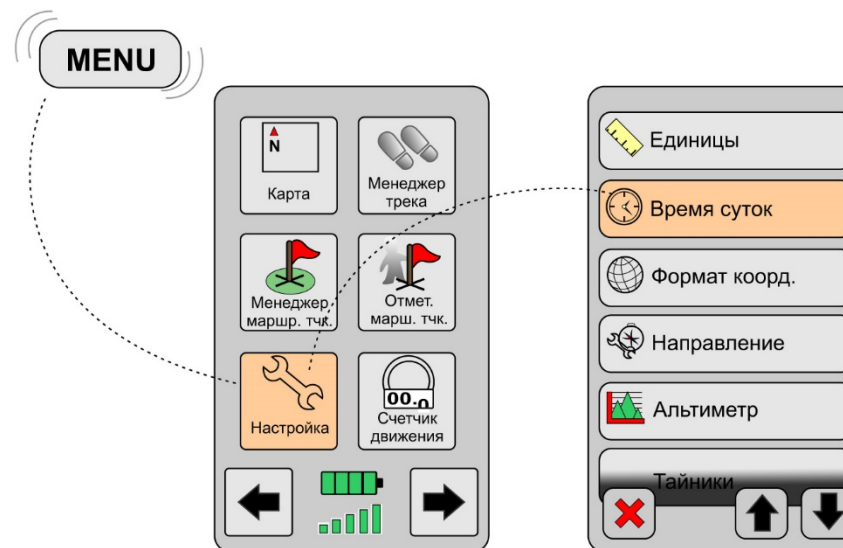 MENU
N
Карта
Менеджер
трека
Менеджер
маршр. тчк.
Отмет.
марш. тчк.
Настройка
00.0
Счетчик
движения
Единицы
Время суток
Формат коорд.
Направление
Альтиметр
Тайники